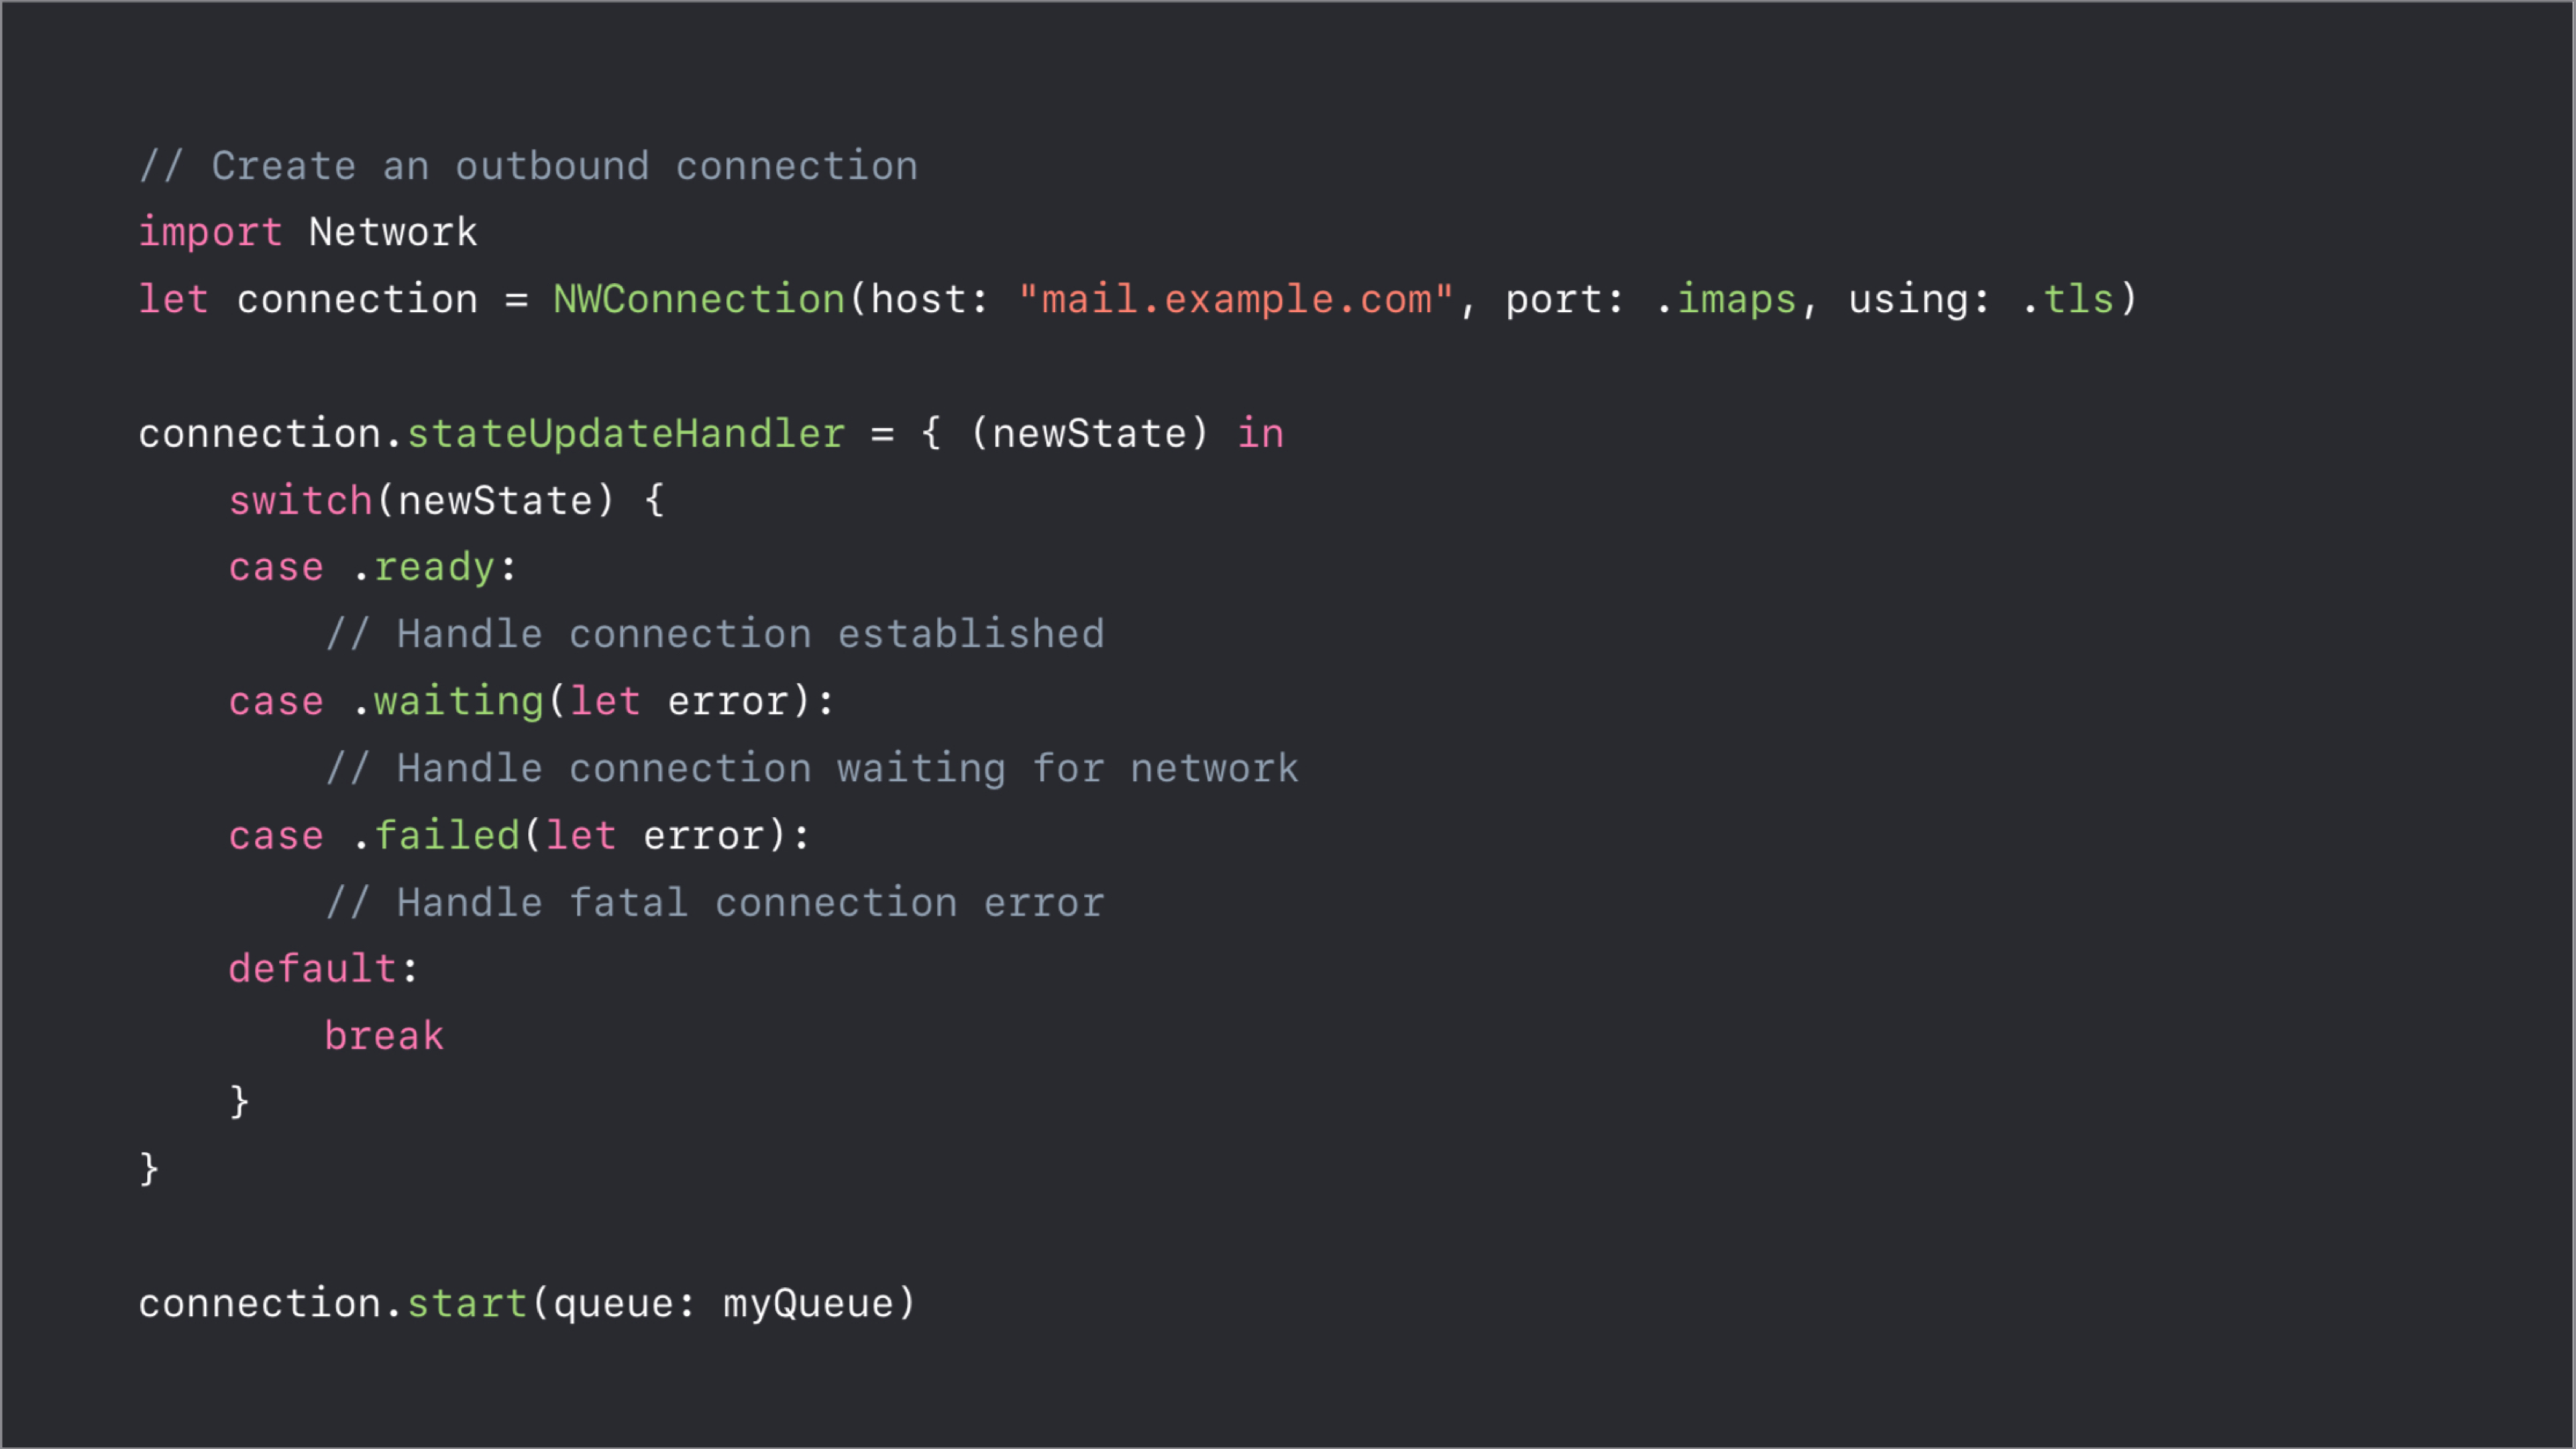 // Create an outbound connection
import Network
let connection = NWConnection(host: "mail.example.com", port: .imaps, using: .tls)
connection.stateUpdateHandler = { (newState) in
switch(newState) {
case .ready:
// Handle connection established
case .waiting(let error):
// Handle connection waiting for network
case .failed(let error):
// Handle fatal connection error
default:
break
}
}
connection.start(queue: myQueue)